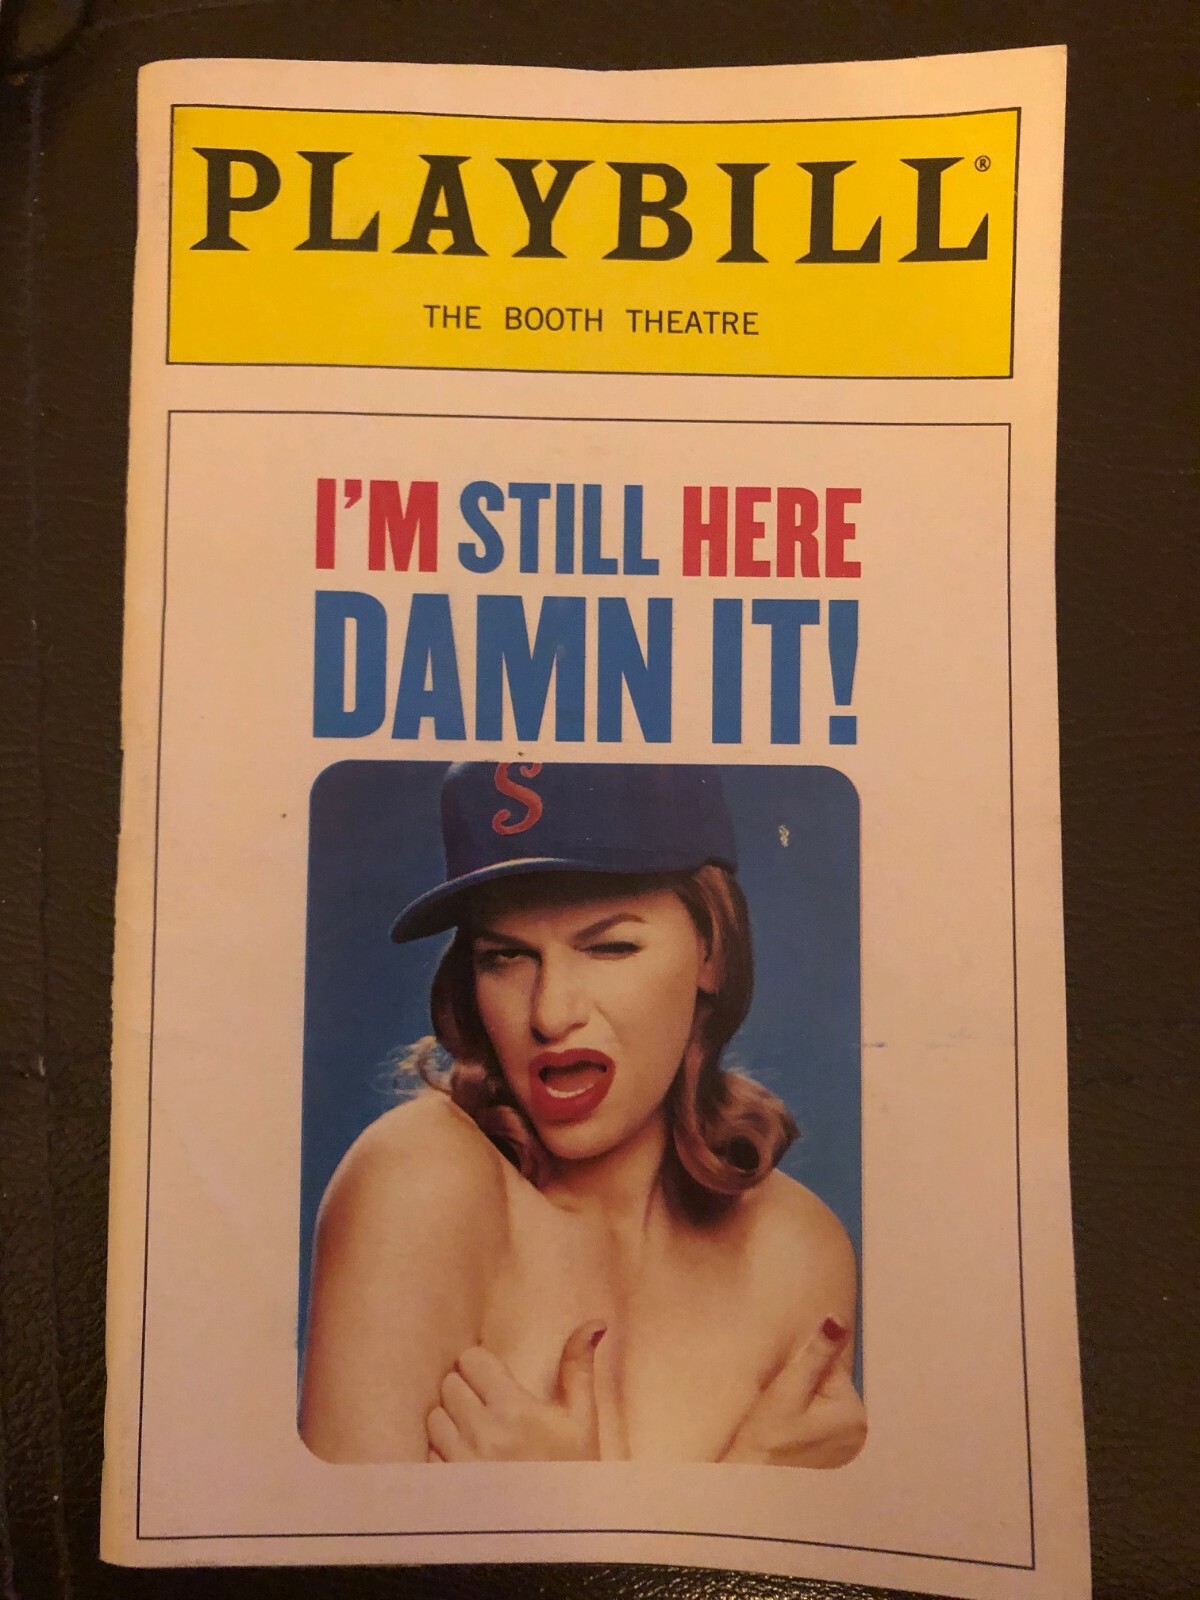 PLAYBILL®
THE BOOTH THEATRE
I'M STILL HERE
DAMN IT!
S